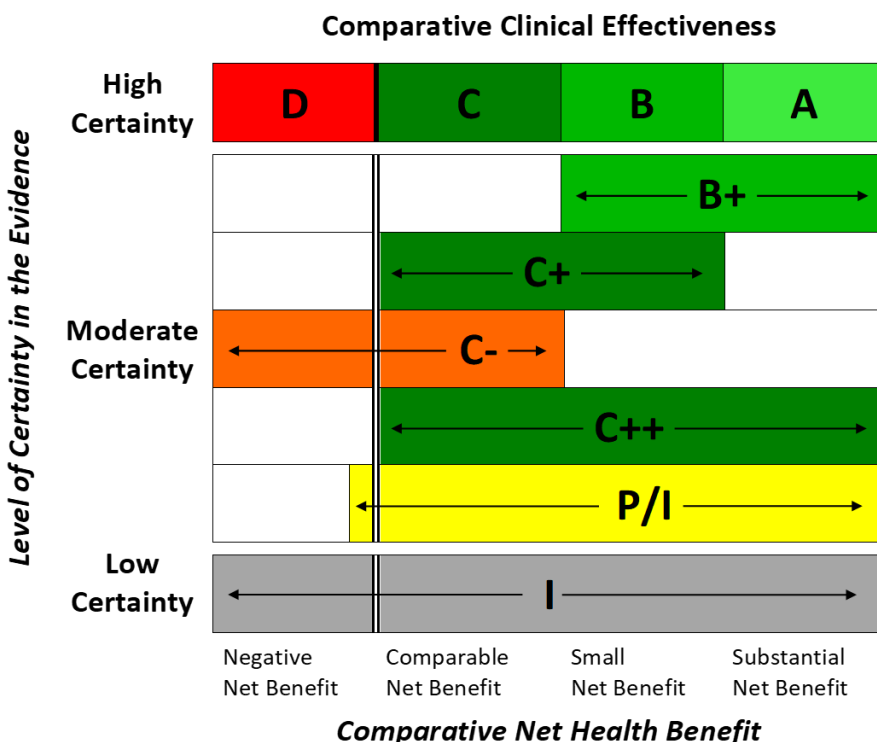 Comparative Clinical Effectiveness
High
Certainty
D
C
B
A
B+
C+
Moderate
Certainty
C-
C++
P/I
Low
Certainty
I
Level of Certainty in the Evidence
Negative
Net Benefit
Comparable
Net Benefit
Small
Net Benefit
Substantial
Net Benefit
Comparative Net Health Benefit